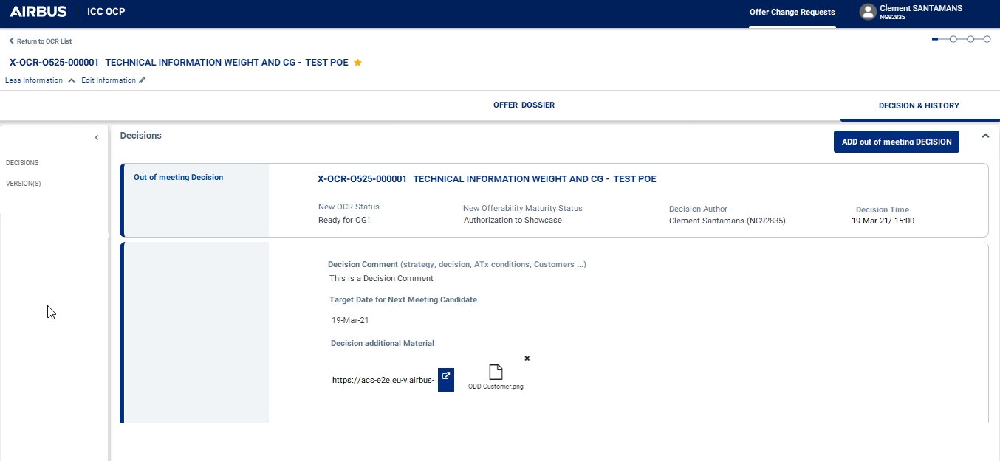 AIRBUS ICC OCP Offer Change Requests Clement SANTAMANS
NG92835
Return to OCR List
X-OCR-O525-000001 TECHNICAL INFORMATION WEIGHT AND CG - TEST POE
Less Information Edit Information
OFFER DOSSIER DECISION & HISTORY
Decisions ADD out of meeting DECISION
DECISIONS
VERSION(S)
Out of meeting Decision X-OCR-O525-000001 TECHNICAL INFORMATION WEIGHT AND CG - TEST POE
New OCR Status New Offerability Maturity Status Decision Author Decision Time
Ready for OG1 Authorization to Showcase Clement Santamans (NG92835) 19 Mar 21/ 15:00
Decision Comment (strategy, decision, ATx conditions, Customers ...)
This is a Decision Comment
Target Date for Next Meeting Candidate
19-Mar-21
Decision additional Material
https://acs-e2e.eu-v.airbus- ODD-Customer.png